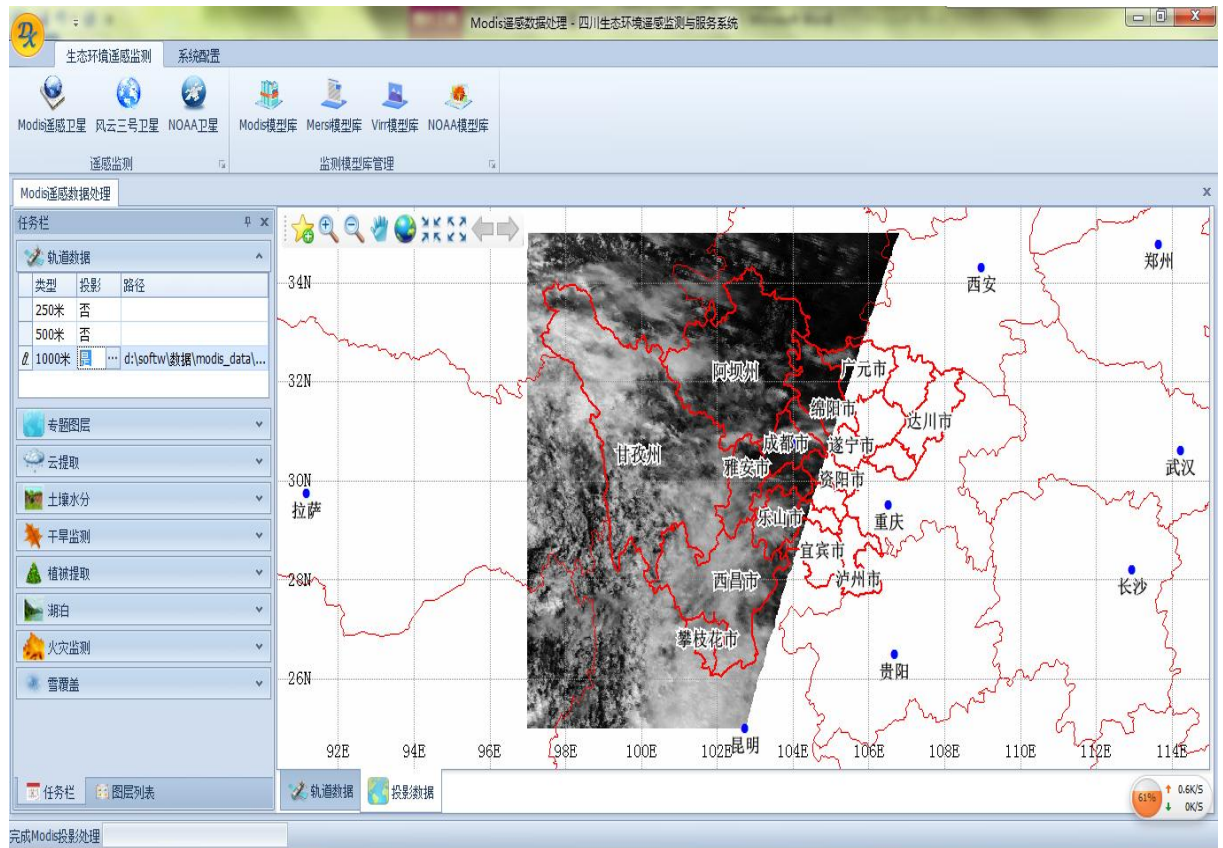 Modis遥感数据处理 - 四川生态环境遥感监测与服务系统
生态环境遥感监测 系统配置
Modis遥感卫星 风云三号卫星 NOAA卫星 Modis模型库 Mersi模型库 Virr模型库 NOAA模型库
遥感监测 监测模型库管理
Modis遥感数据处理
任务栏
轨道数据
类型 投影 路径
250米 否
500米 否
1000米 是 ... d:\softw\数据\modis_data\...
专题图层
云提取
土壤水分
干旱监测
植被提取
湖泊
火灾监测
雪覆盖
任务栏 图层列表
34N
32N
30N
28N
26N
92E 94E 96E 98E 100E 102E 104E 106E 108E 110E 112E 114E
郑州
西安
阿坝州
广元市
绵阳市
达川市
成都市
遂宁市
甘孜州
雅安市
武汉
资阳市
拉萨
乐山市
重庆
宜宾市
西昌市
泸州市
长沙
攀枝花市
贵阳
昆明
轨道数据 投影数据
61% 0.6K/S
0K/S
完成Modis投影处理